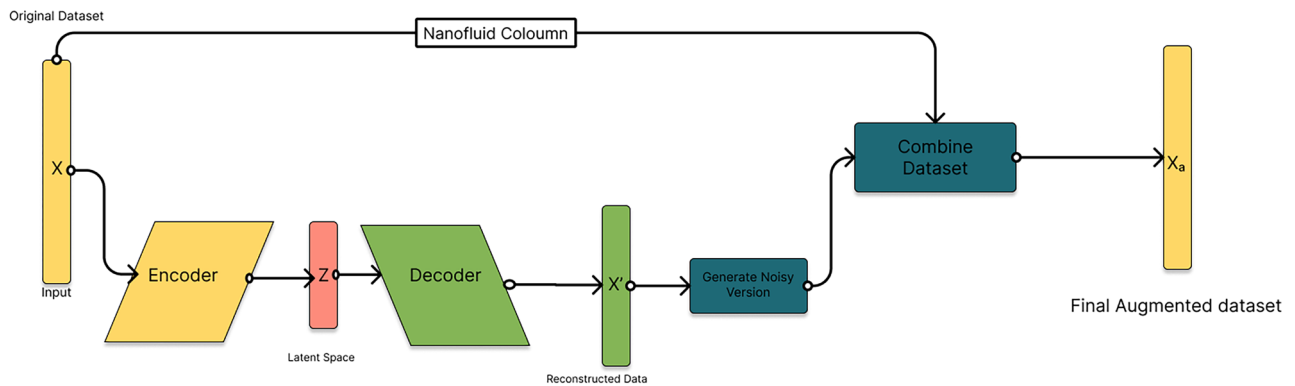 Original Dataset
Nanofluid Coloumn
X
Input
Encoder
Z
Latent Space
Decoder
X'
Reconstructed Data
Generate Noisy
Version
Combine
Dataset
Xₐ
Final Augmented dataset